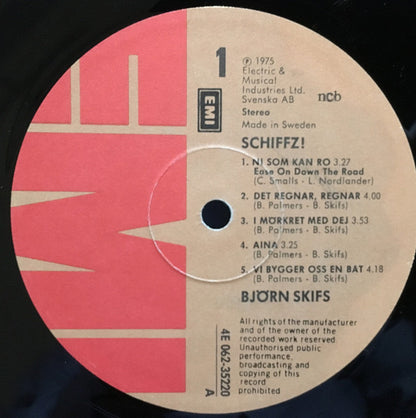 EMI
1
EMI
℗ 1975
Electric &
Musical
Industries Ltd.
Svenska AB
ncb
Stereo
Made in Sweden
SCHIFFZ!
1. NI SOM KAN RO 3.27
Ease On Down The Road
(C. Smalls - L. Nordlander)
2. DET REGNAR, REGNAR 4.00
(B. Palmers - B. Skifs)
3. I MÖRKRET MED DEJ 3.53
(B. Palmers - B. Skifs)
4. AINA 3.25
(B. Palmers - B. Skifs)
5. VI BYGGER OSS EN BÅT 4.18
(B. Palmers - B. Skifs)
BJÖRN SKIFS
4E 062-35220
A
All rights of the manufacturer
and of the owner of the
recorded work reserved
Unauthorised public
performance,
broadcasting and
copying of this
record
prohibited